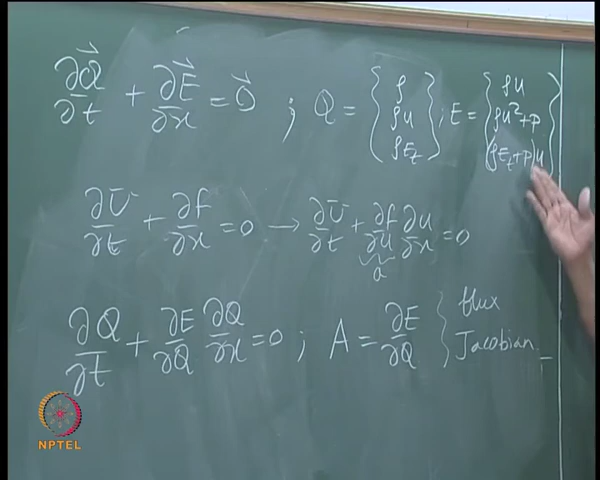 ∂Q⃗/∂t + ∂E⃗/∂x = 0⃗ ; Q = {ρ ρu ρE_t} ; E = {ρu ρu²+p (ρE_t+p)u}
∂U/∂t + ∂f/∂x = 0 → ∂U/∂t + ∂f/∂u ∂u/∂x = 0
a
∂Q/∂t + ∂E/∂Q ∂Q/∂x = 0 ; A = ∂E/∂Q } flux Jacobian
NPTEL